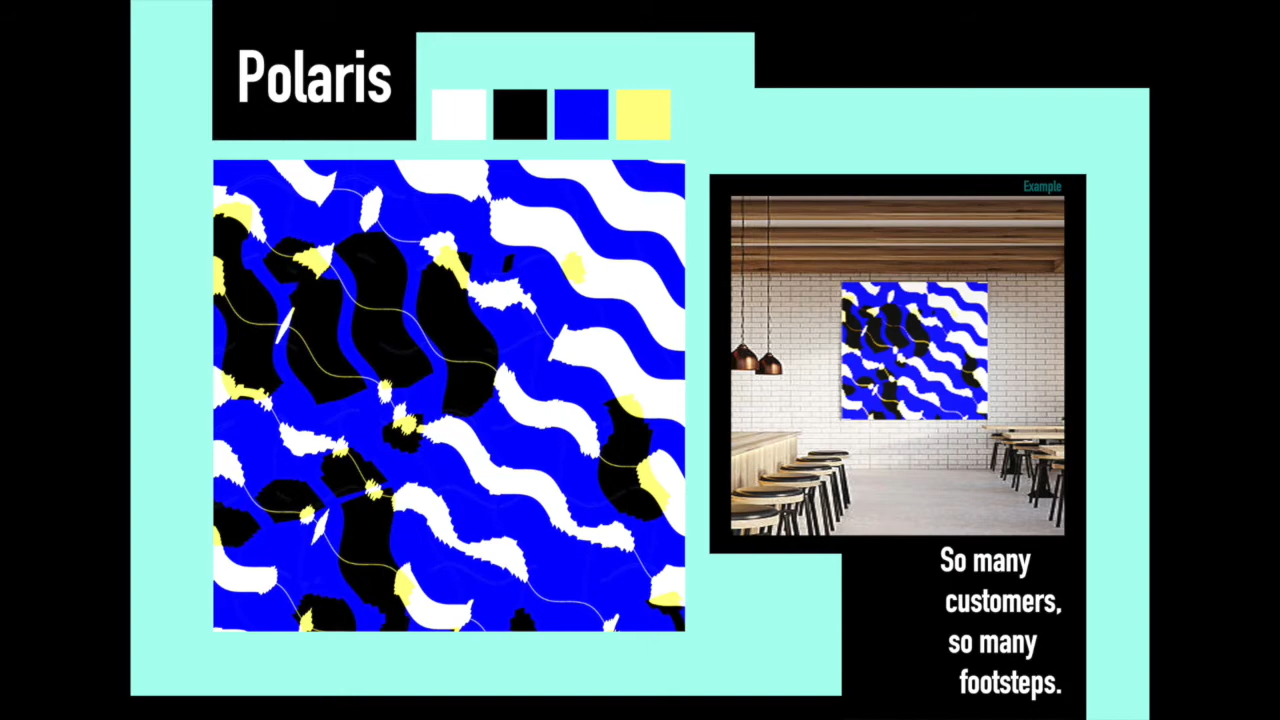 Polaris
Example
So many
customers,
so many
footsteps.